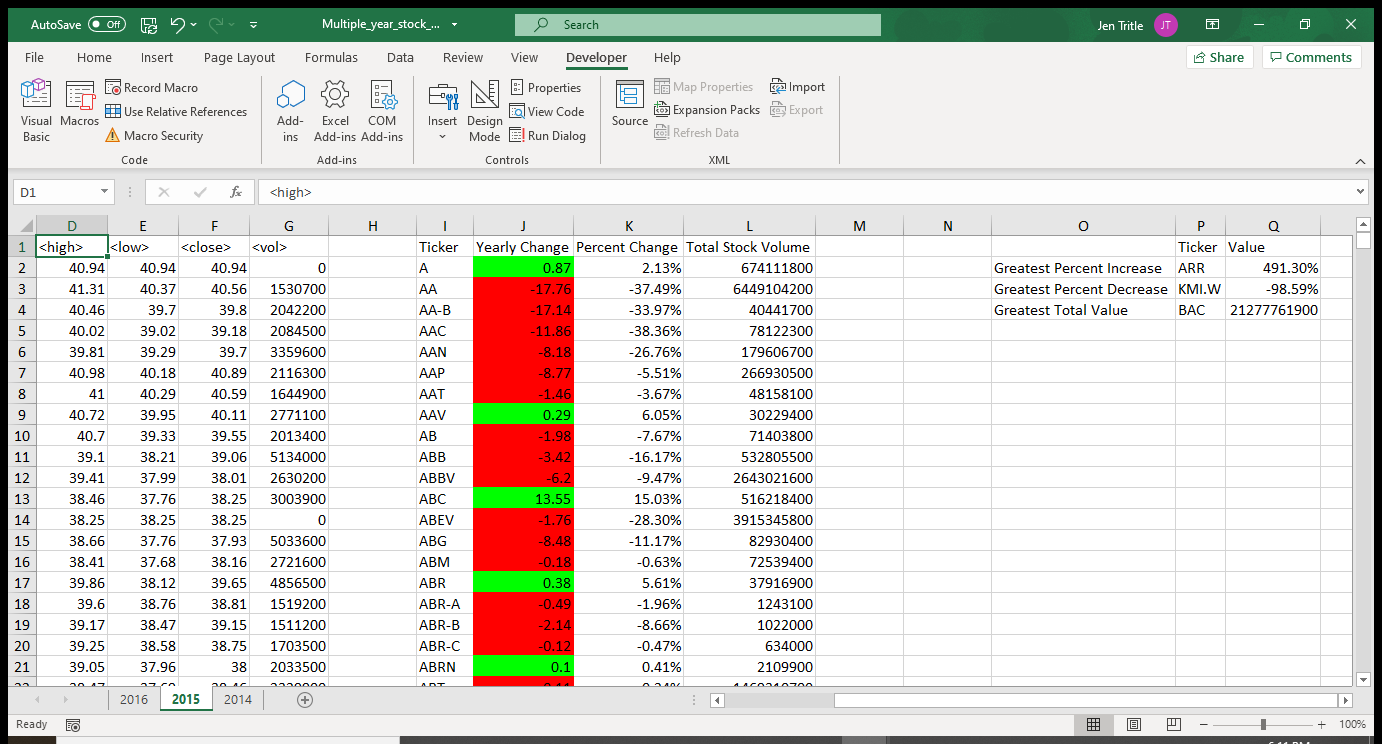 AutoSave Off Multiple_year_stock_... Search Jen Tritle JT
File Home Insert Page Layout Formulas Data Review View Developer Help Share Comments
Visual Basic
Macros
Record Macro
Use Relative References
Macro Security
Code
Add-ins
Excel Add-ins
COM Add-ins
Add-ins
Insert
Design Mode
Properties
View Code
Run Dialog
Controls
Source
Map Properties
Expansion Packs
Refresh Data
Import
Export
XML
D1 fx <high>
D E F G H I J K L M N O P Q
1 <high> <low> <close> <vol> Ticker Yearly Change Percent Change Total Stock Volume Ticker Value
2 40.94 40.94 40.94 0 A 0.87 2.13% 674111800 Greatest Percent Increase ARR 491.30%
3 41.31 40.37 40.56 1530700 AA -17.76 -37.49% 6449104200 Greatest Percent Decrease KMI.W -98.59%
4 40.46 39.7 39.8 2042200 AA-B -17.14 -33.97% 40441700 Greatest Total Value BAC 21277761900
5 40.02 39.02 39.18 2084500 AAC -11.86 -38.36% 78122300
6 39.81 39.29 39.7 3359600 AAN -8.18 -26.76% 179606700
7 40.98 40.18 40.89 2116300 AAP -8.77 -5.51% 266930500
8 41 40.29 40.59 1644900 AAT -1.46 -3.67% 48158100
9 40.72 39.95 40.11 2771100 AAV 0.29 6.05% 30229400
10 40.7 39.33 39.55 2013400 AB -1.98 -7.67% 71403800
11 39.1 38.21 39.06 5134000 ABB -3.42 -16.17% 532805500
12 39.41 37.99 38.01 2630200 ABBV -6.2 -9.47% 2643021600
13 38.46 37.76 38.25 3003900 ABC 13.55 15.03% 516218400
14 38.25 38.25 38.25 0 ABEV -1.76 -28.30% 3915345800
15 38.66 37.76 37.93 5033600 ABG -8.48 -11.17% 82930400
16 38.41 37.68 38.16 2721600 ABM -0.18 -0.63% 72539400
17 39.86 38.12 39.65 4856500 ABR 0.38 5.61% 37916900
18 39.6 38.76 38.81 1519200 ABR-A -0.49 -1.96% 1243100
19 39.17 38.47 39.15 1511200 ABR-B -2.14 -8.66% 1022000
20 39.25 38.58 38.75 1703500 ABR-C -0.12 -0.47% 634000
21 39.05 37.96 38 2033500 ABRN 0.1 0.41% 2109900
2016 2015 2014
Ready 100%